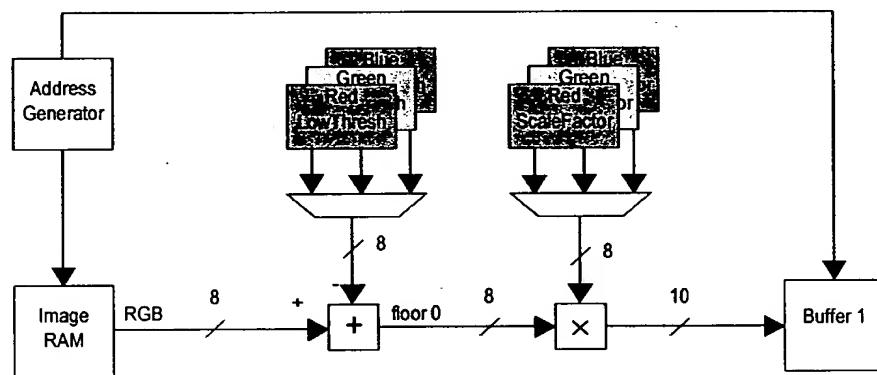 Address
Generator
Blue
Green
Red
LowThresh
Blue
Green
Red
ScaleFactor
8
8
Image
RAM
RGB
8
+
-
+
floor 0
8
×
10
Buffer 1